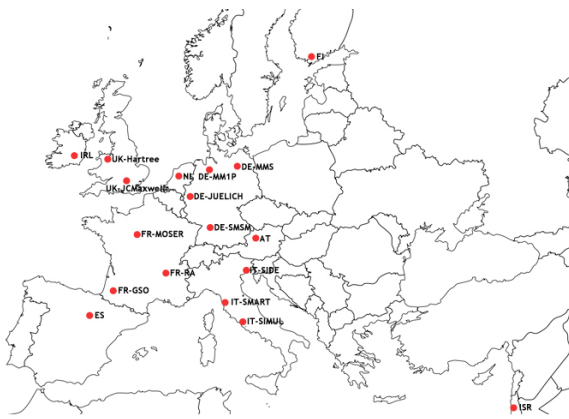 FI
IRL
UK-Hartree
DE-MMS
NL
DE-MM1P
UK-JCMaxwell
DE-JUELICH
DE-SMSM
FR-MOSER
AT
IT-SIDE
FR-RA
FR-GSO
IT-SMART
ES
IT-SIMUL
ISR